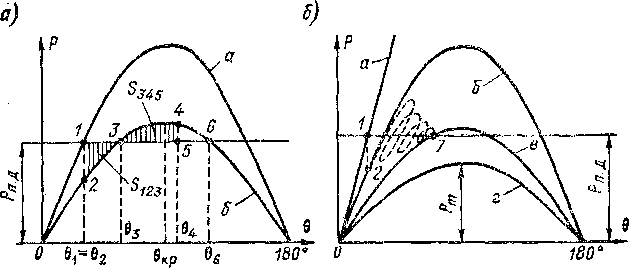 а)
P
а
S345
4
1
3
5
6
2
S123
б
Pп.д
0
θ1=θ2
θ3
θкр
θ4
θ6
180°
θ
б)
P
а
б
1
2
7
в
г
Pm
Pп.д
0
180°
θ